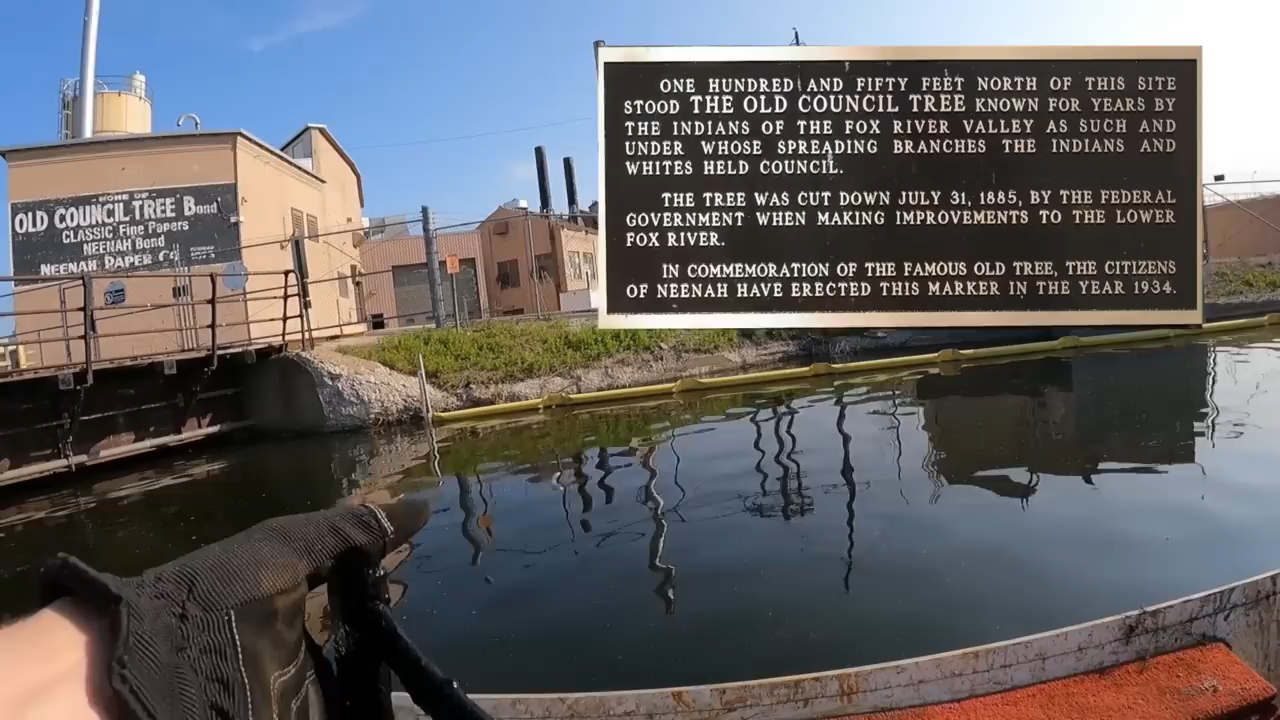 HOME OF
OLD COUNCIL TREE Bond
CLASSIC Fine Papers
NEENAH Bond
NEENAH PAPER Co.
ONE HUNDRED AND FIFTY FEET NORTH OF THIS SITE
STOOD THE OLD COUNCIL TREE KNOWN FOR YEARS BY
THE INDIANS OF THE FOX RIVER VALLEY AS SUCH AND
UNDER WHOSE SPREADING BRANCHES THE INDIANS AND
WHITES HELD COUNCIL.
THE TREE WAS CUT DOWN JULY 31, 1885, BY THE FEDERAL
GOVERNMENT WHEN MAKING IMPROVEMENTS TO THE LOWER
FOX RIVER.
IN COMMEMORATION OF THE FAMOUS OLD TREE, THE CITIZENS
OF NEENAH HAVE ERECTED THIS MARKER IN THE YEAR 1934.